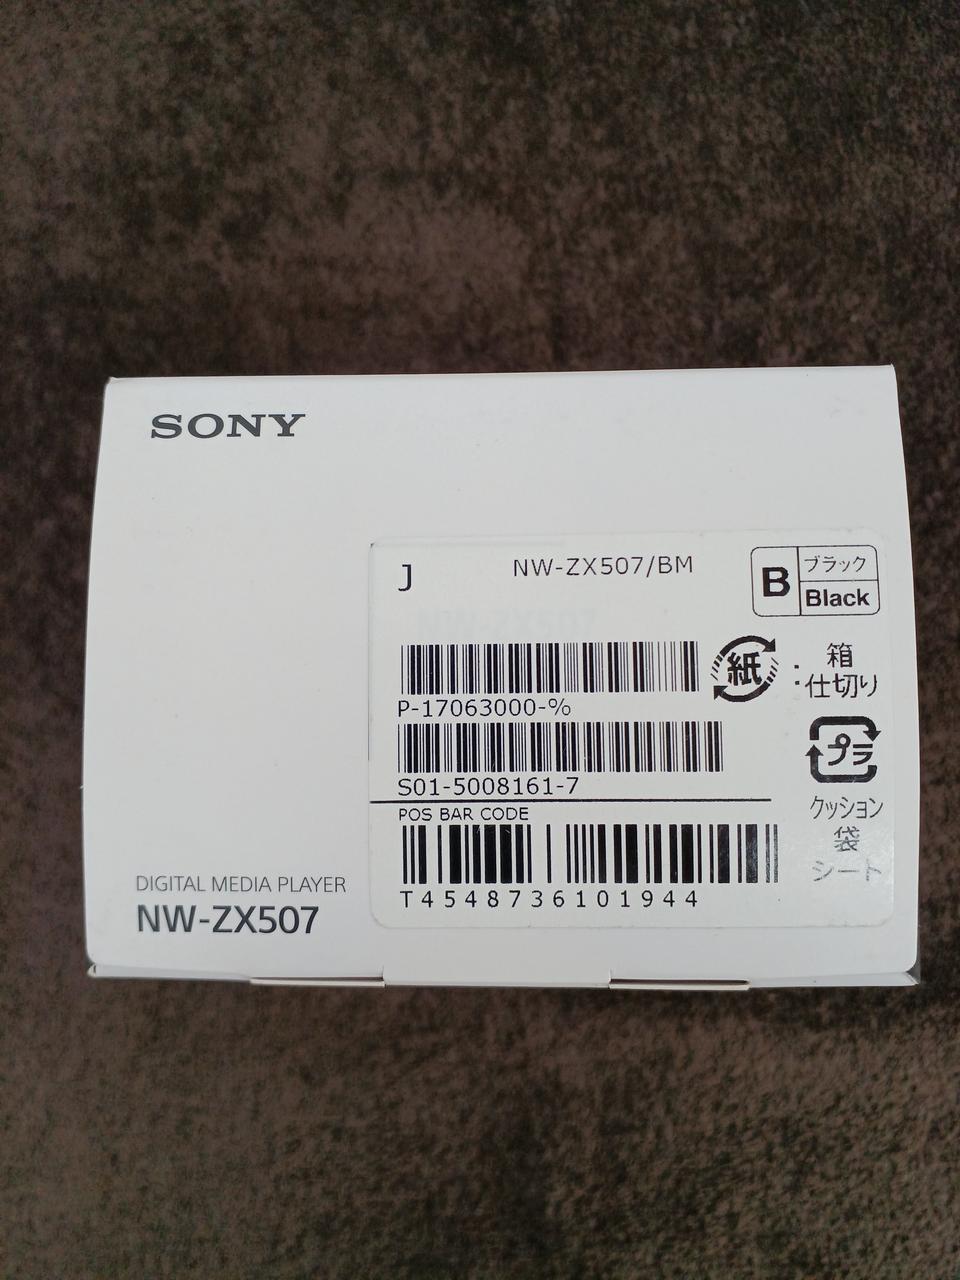 SONY
J
NW-ZX507/BM
B
ブラック
Black
P-17063000-%
紙
: 箱
: 仕切り
S01-5008161-7
プラ
クッション
袋
シート
POS BAR CODE
T4548736101944
DIGITAL MEDIA PLAYER
NW-ZX507